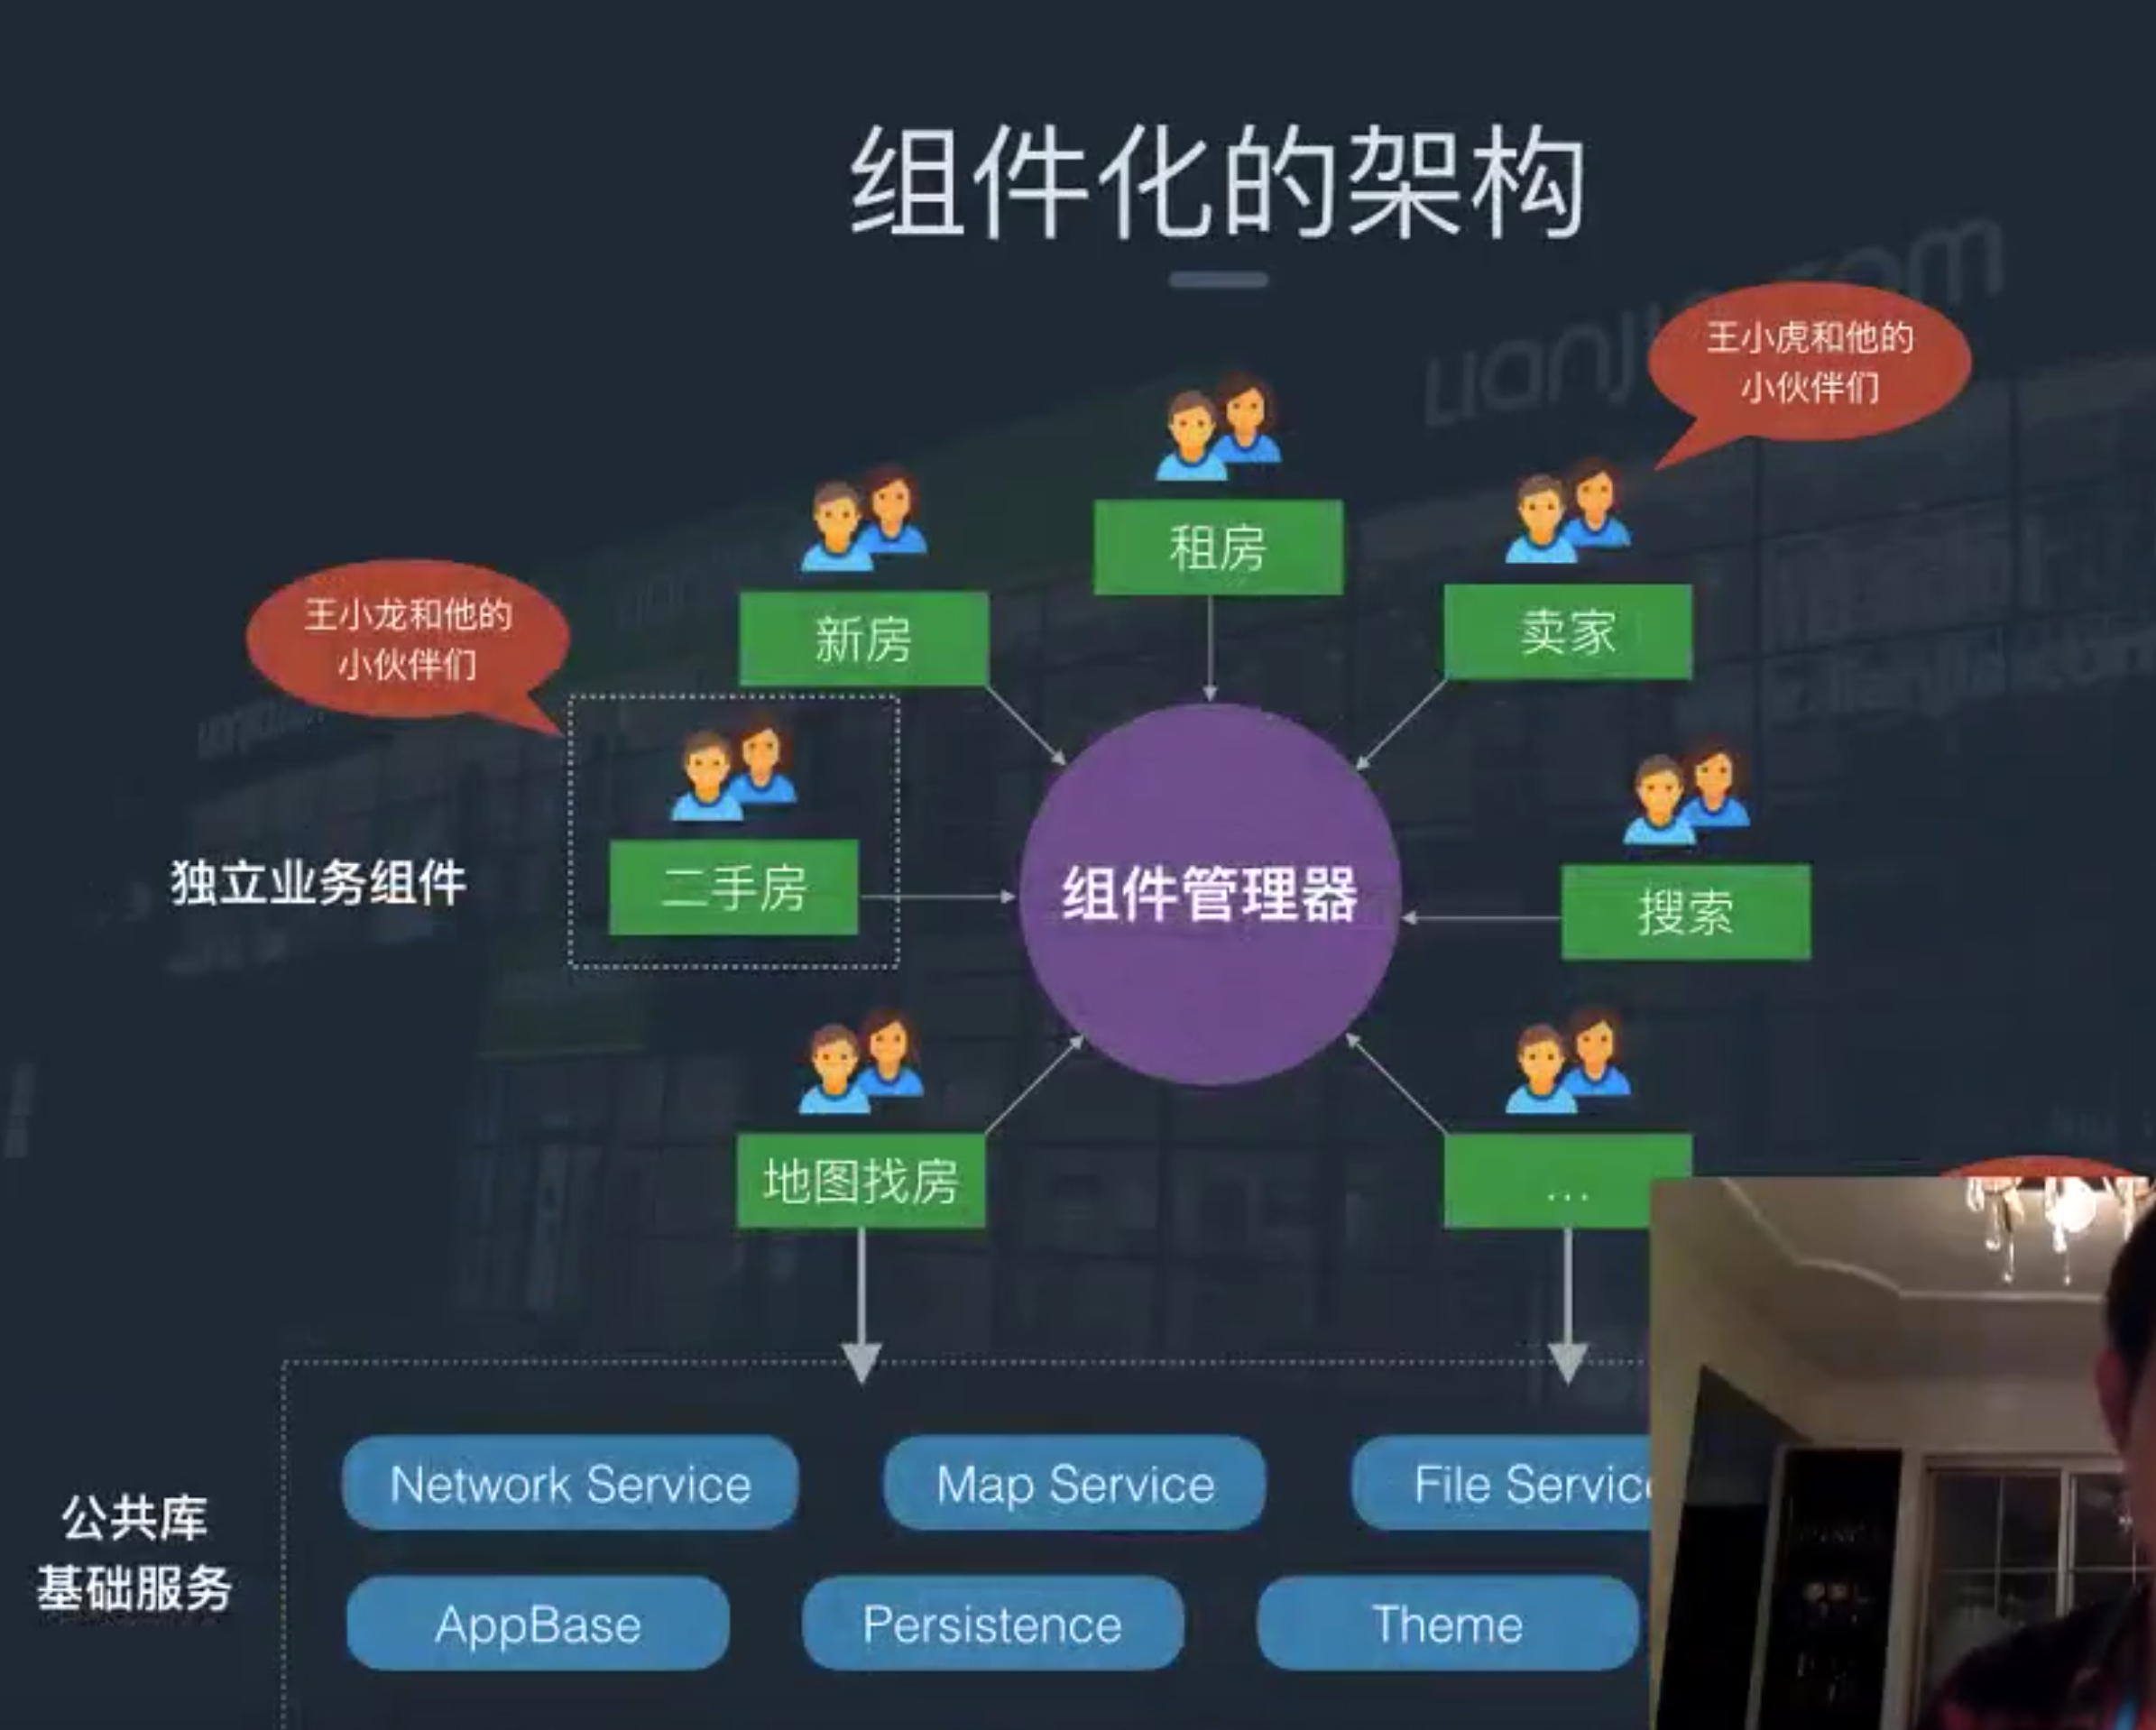 组件化的架构
王小虎和他的
小伙伴们
租房
新房
卖家
王小龙和他的
小伙伴们
独立业务组件
二手房
组件管理器
搜索
地图找房
...
Network Service
Map Service
File Servic
公共库
基础服务
AppBase
Persistence
Theme